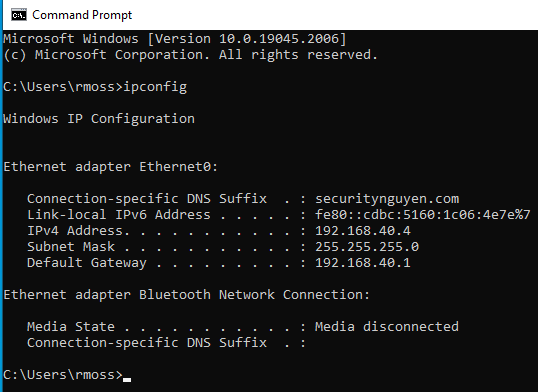 Command Prompt
Microsoft Windows [Version 10.0.19045.2006]
(c) Microsoft Corporation. All rights reserved.
C:\Users\rmoss>ipconfig
Windows IP Configuration
Ethernet adapter Ethernet0:
Connection-specific DNS Suffix  . : securitynguyen.com
Link-local IPv6 Address . . . . . : fe80::cdbc:5160:1c06:4e7e%7
IPv4 Address. . . . . . . . . . . : 192.168.40.4
Subnet Mask . . . . . . . . . . . : 255.255.255.0
Default Gateway . . . . . . . . . : 192.168.40.1
Ethernet adapter Bluetooth Network Connection:
Media State . . . . . . . . . . . : Media disconnected
Connection-specific DNS Suffix  . :
C:\Users\rmoss>